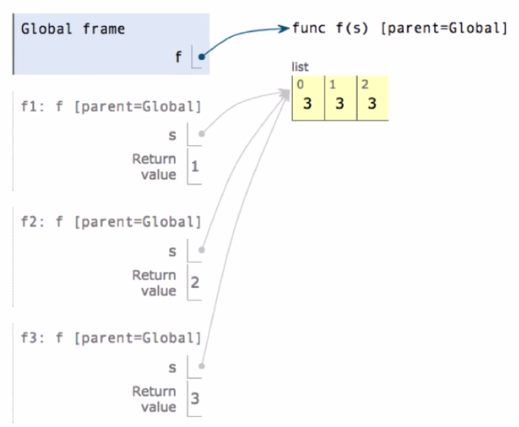 Global frame
f
func f(s) [parent=Global]
list
0 1 2
3 3 3
f1: f [parent=Global]
s
Return
value 1
f2: f [parent=Global]
s
Return
value 2
f3: f [parent=Global]
s
Return
value 3